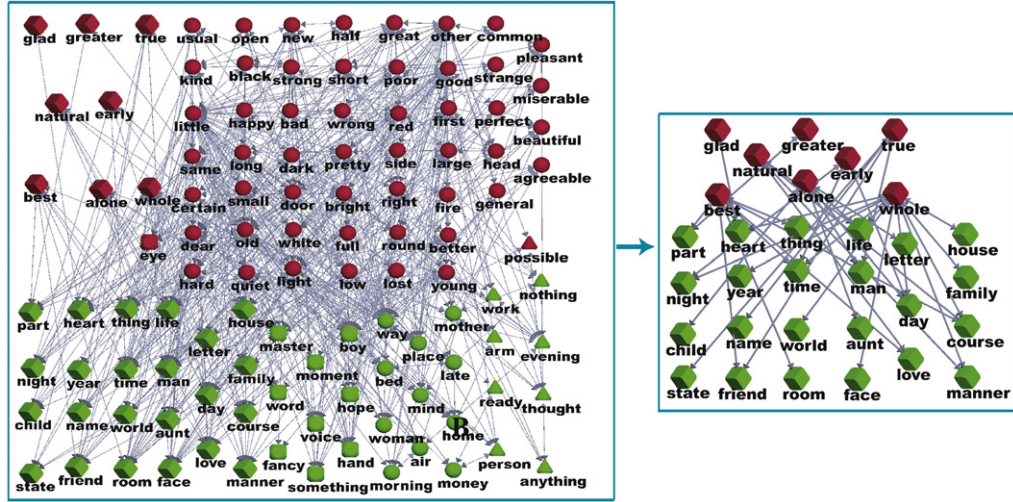 glad greater true usual open new half great other common
pleasant
kind black strong short poor good strange
miserable
natural early little happy bad wrong red first perfect
beautiful
same long dark pretty side large head
agreeable
best alone whole certain small door bright right fire general
eye dear old white full round better
possible
hard quiet light low lost young
nothing
part heart thing life house mother work
way
letter master boy place arm evening
night year time man family moment bed late
day word hope mind ready thought
child name world aunt course voice woman B home
love fancy hand air person
state friend room face manner something morning money anything
glad greater true
natural early
best alone whole
part heart thing life letter house
night year time man family
day
child name world aunt course
love
state friend room face manner